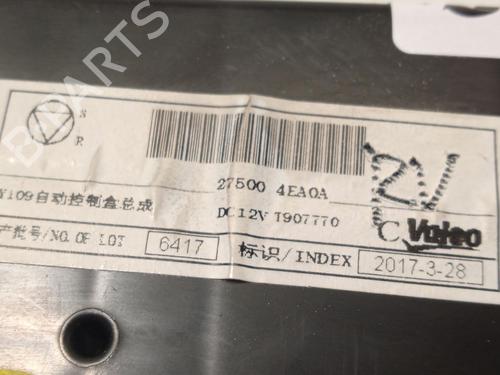 S
R
27500 4EA0A
Y109自动控制盒总成
DC12V T907770
2V
C Valeo
产批号/NO.OF LOT 6417 标识/INDEX 2017-3-28
B-PARTS